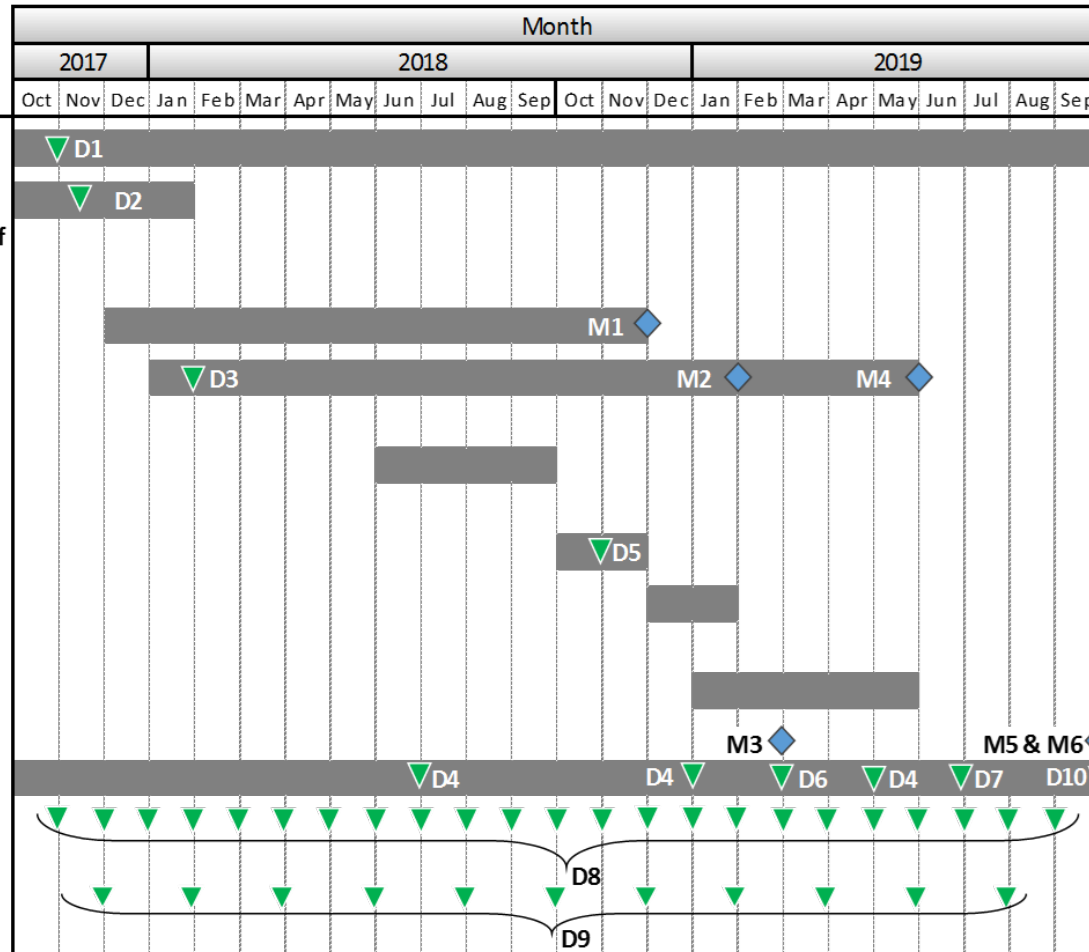 Month
2017 2018 2019
Oct Nov Dec Jan Feb Mar Apr May Jun Jul Aug Sep Oct Nov Dec Jan Feb Mar Apr May Jun Jul Aug Sep
D1
D2
f
M1
D3 M2 M4
D5
M3 M5 & M6
D4 D4 D6 D4 D7 D10
D8
D9